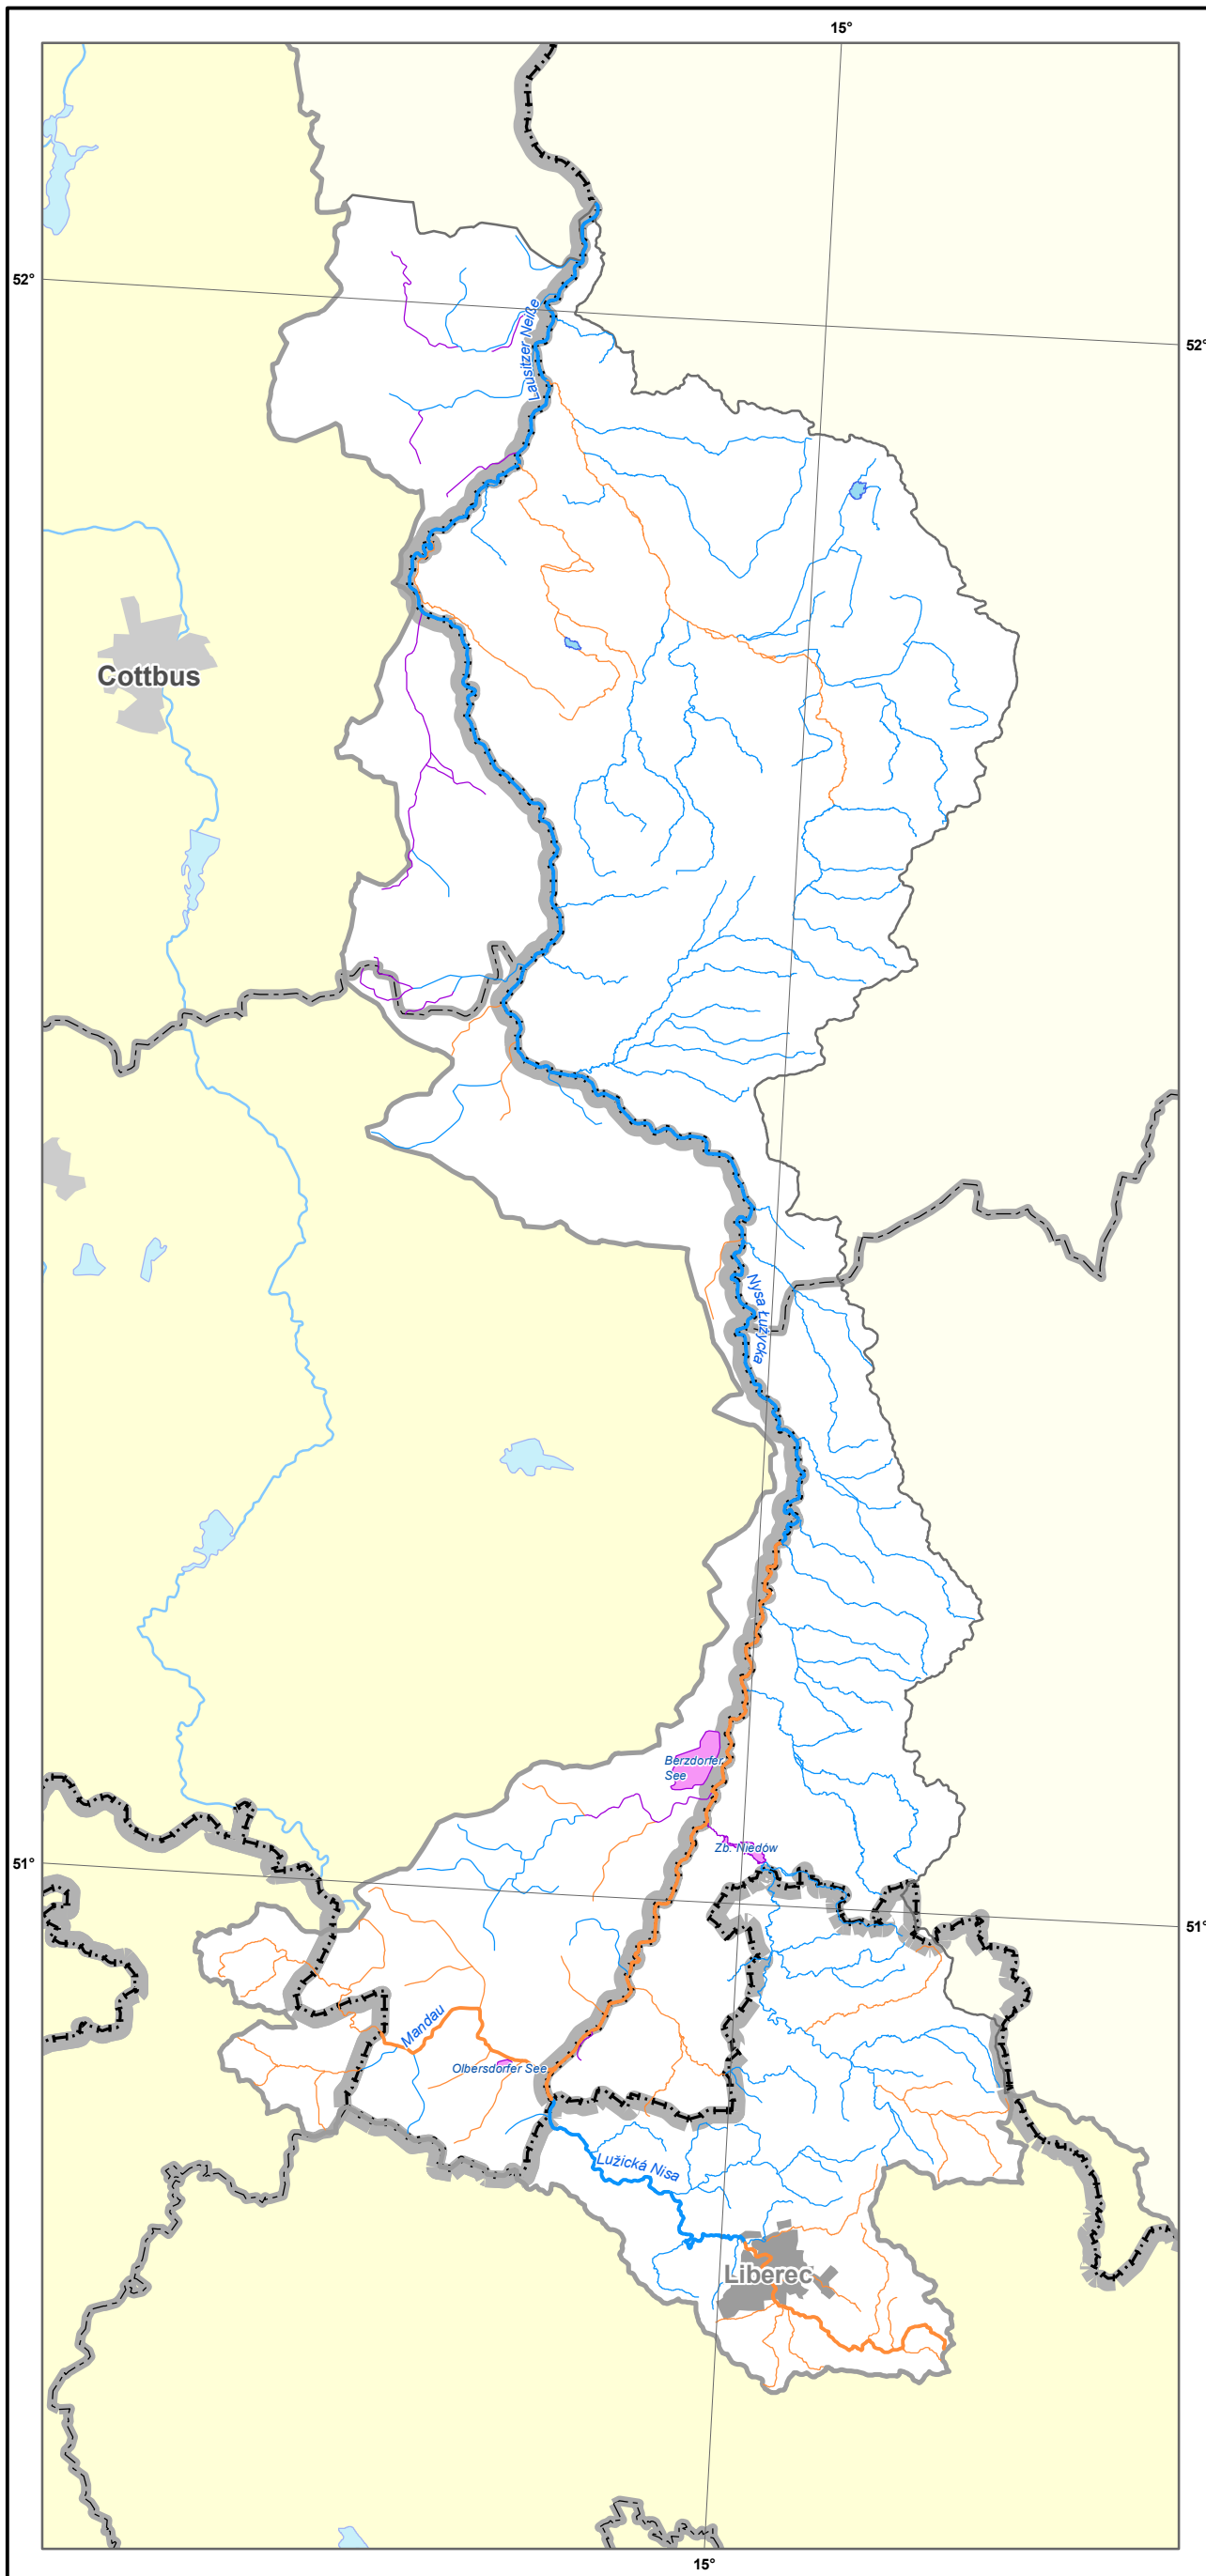 15°
52°
52°
Lausitzer Neiße
Cottbus
Nysa Łużycka
Berzdorfer
See
Zb. Niedów
51°
51°
Mandau
Olbersdorfer See
Lužická Nisa
Liberec
15°